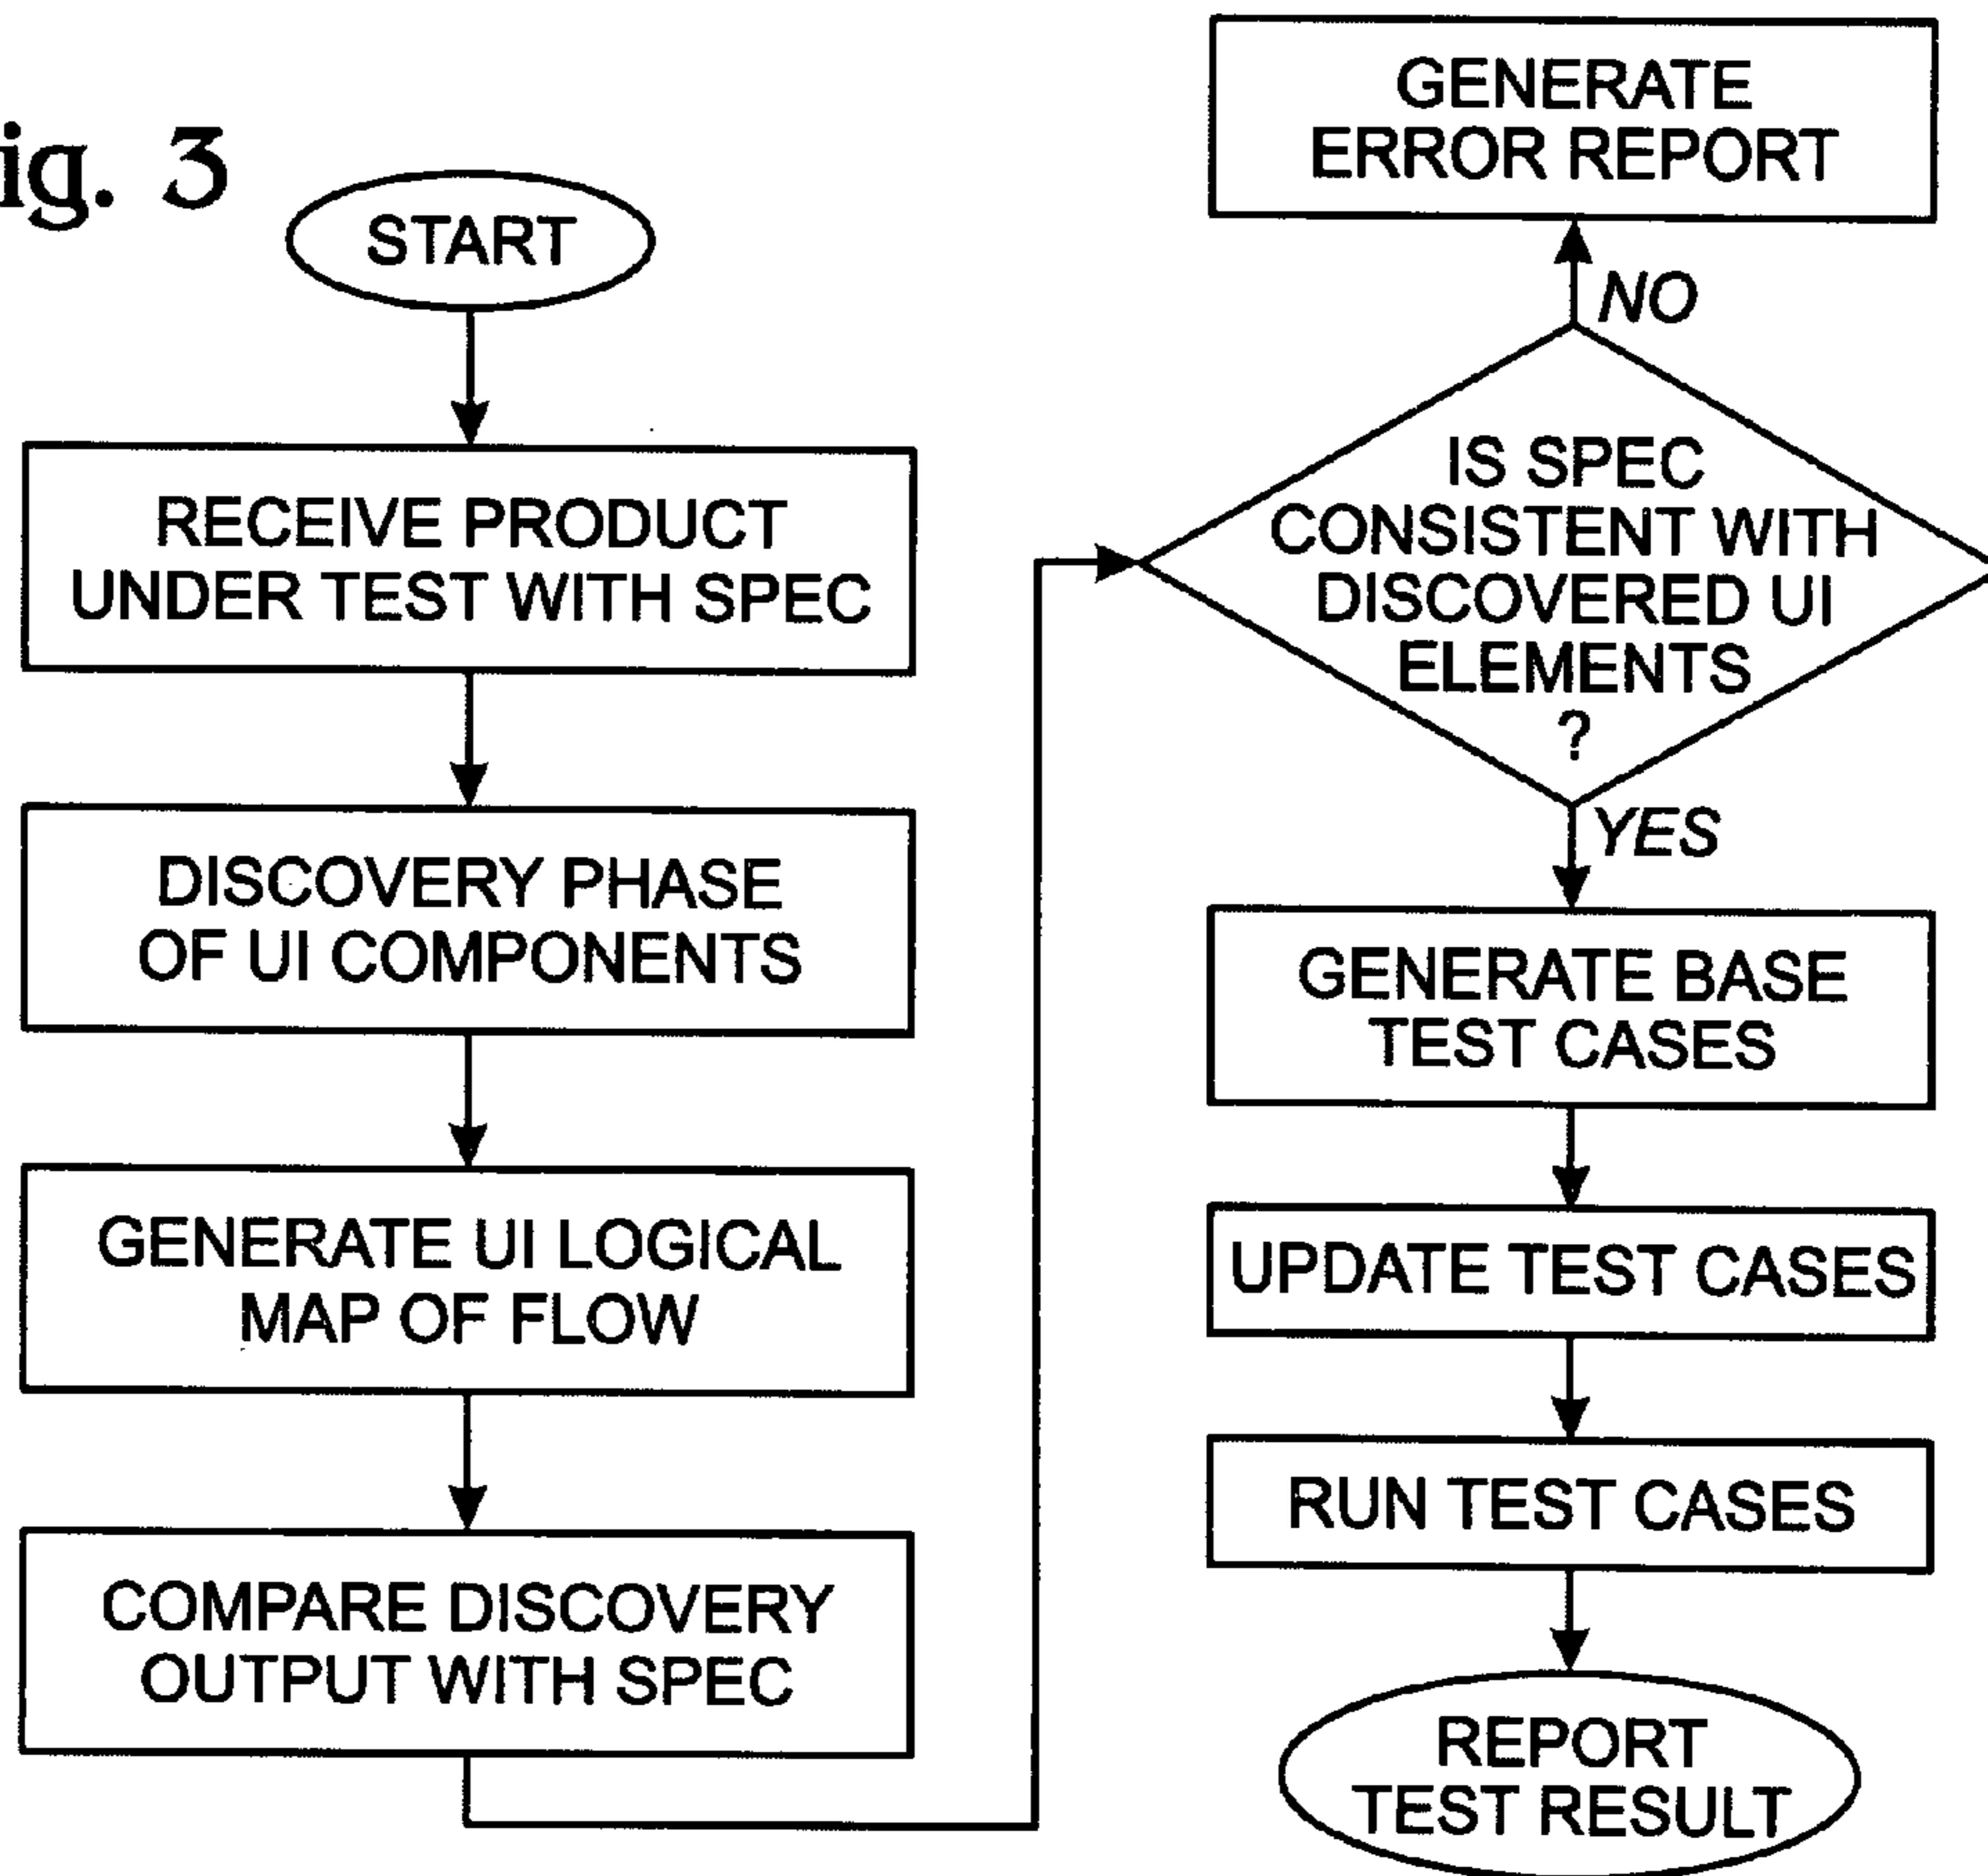 ig. 3
START
RECEIVE PRODUCT
UNDER TEST WITH SPEC
DISCOVERY PHASE
OF UI COMPONENTS
GENERATE UI LOGICAL
MAP OF FLOW
COMPARE DISCOVERY
OUTPUT WITH SPEC
GENERATE
ERROR REPORT
NO
IS SPEC
CONSISTENT WITH
DISCOVERED UI
ELEMENTS
?
YES
GENERATE BASE
TEST CASES
UPDATE TEST CASES
RUN TEST CASES
REPORT
TEST RESULT